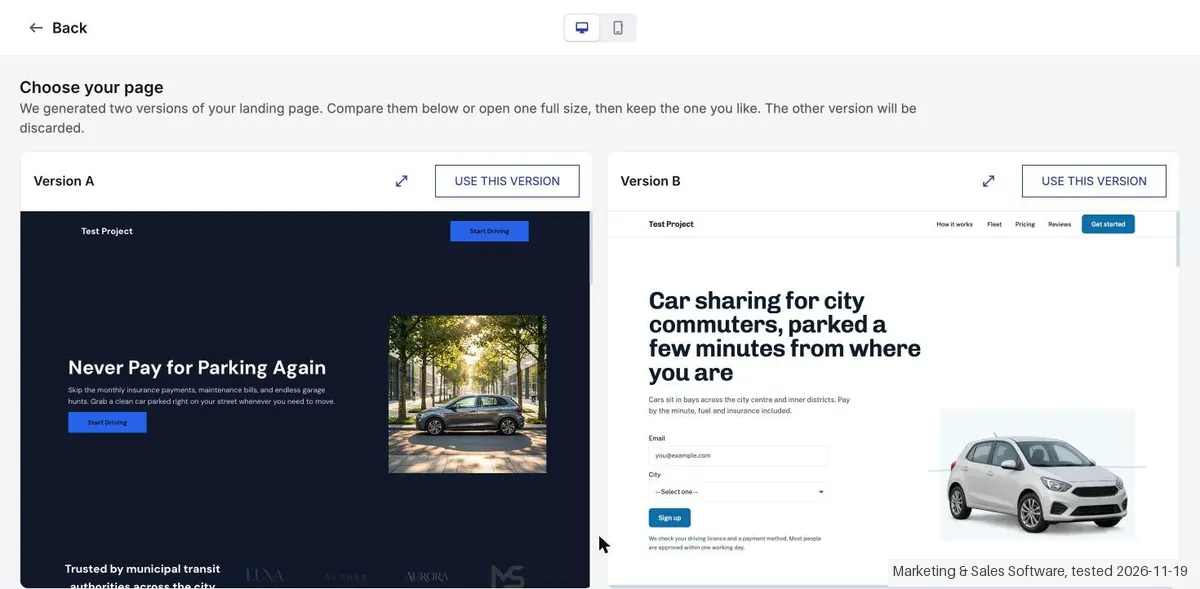 Back
Choose your page
We generated two versions of your landing page. Compare them below or open one full size, then keep the one you like. The other version will be
discarded.
Version A
USE THIS VERSION
Test Project
Start Driving
Never Pay for Parking Again
Skip the monthly insurance payments, maintenance bills, and endless garage
hunts. Grab a clean car parked right on your street whenever you need to move.
Start Driving
Trusted by municipal transit
authorities across the city
LUNA
AETHER
AURORA
MS
Version B
USE THIS VERSION
Test Project
How it works
Fleet
Pricing
Reviews
Get started
Car sharing for city
commuters, parked a
few minutes from where
you are
Cars sit in bays across the city centre and inner districts. Pay
by the minute, fuel and insurance included.
Email
you@example.com
City
-- Select one --
Sign up
We check your driving licence and a payment method. Most people
are approved within one working day.
Marketing & Sales Software, tested 2026-11-19